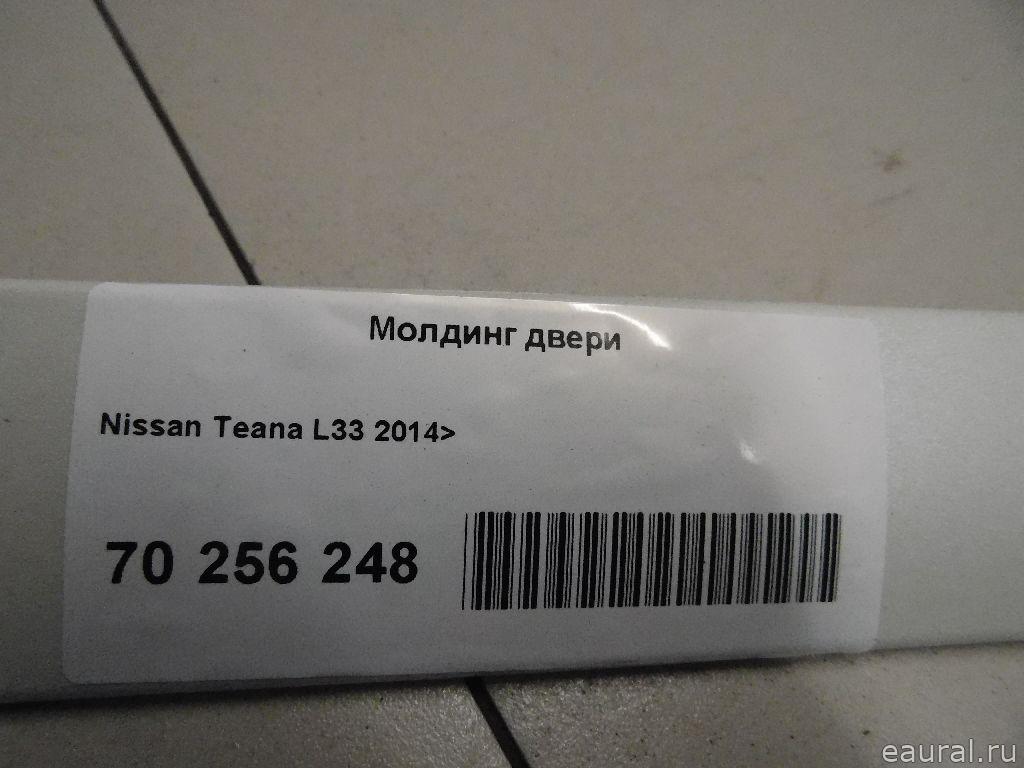 Молдинг двери
Nissan Teana L33 2014>
70 256 248
eaural.ru